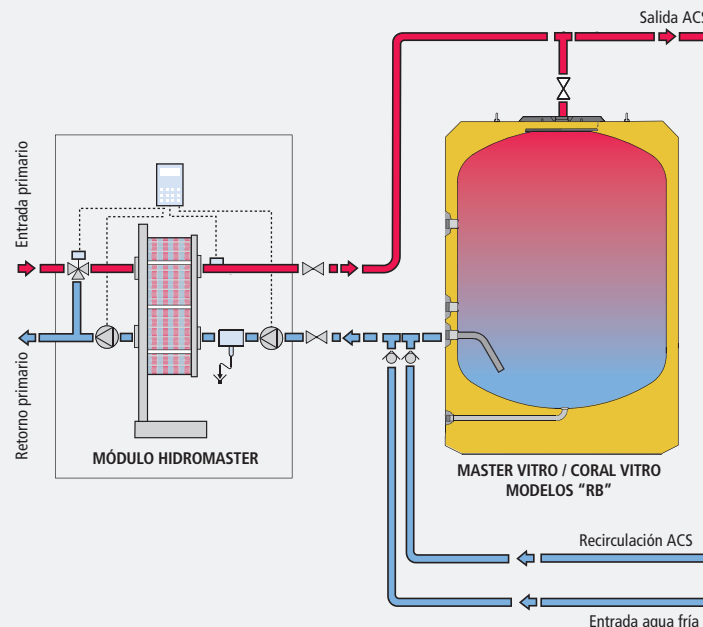 Salida ACS
Entrada primario
Retorno primario
MÓDULO HIDROMASTER
MASTER VITRO / CORAL VITRO
MODELOS “RB”
Recirculación ACS
Entrada agua fría